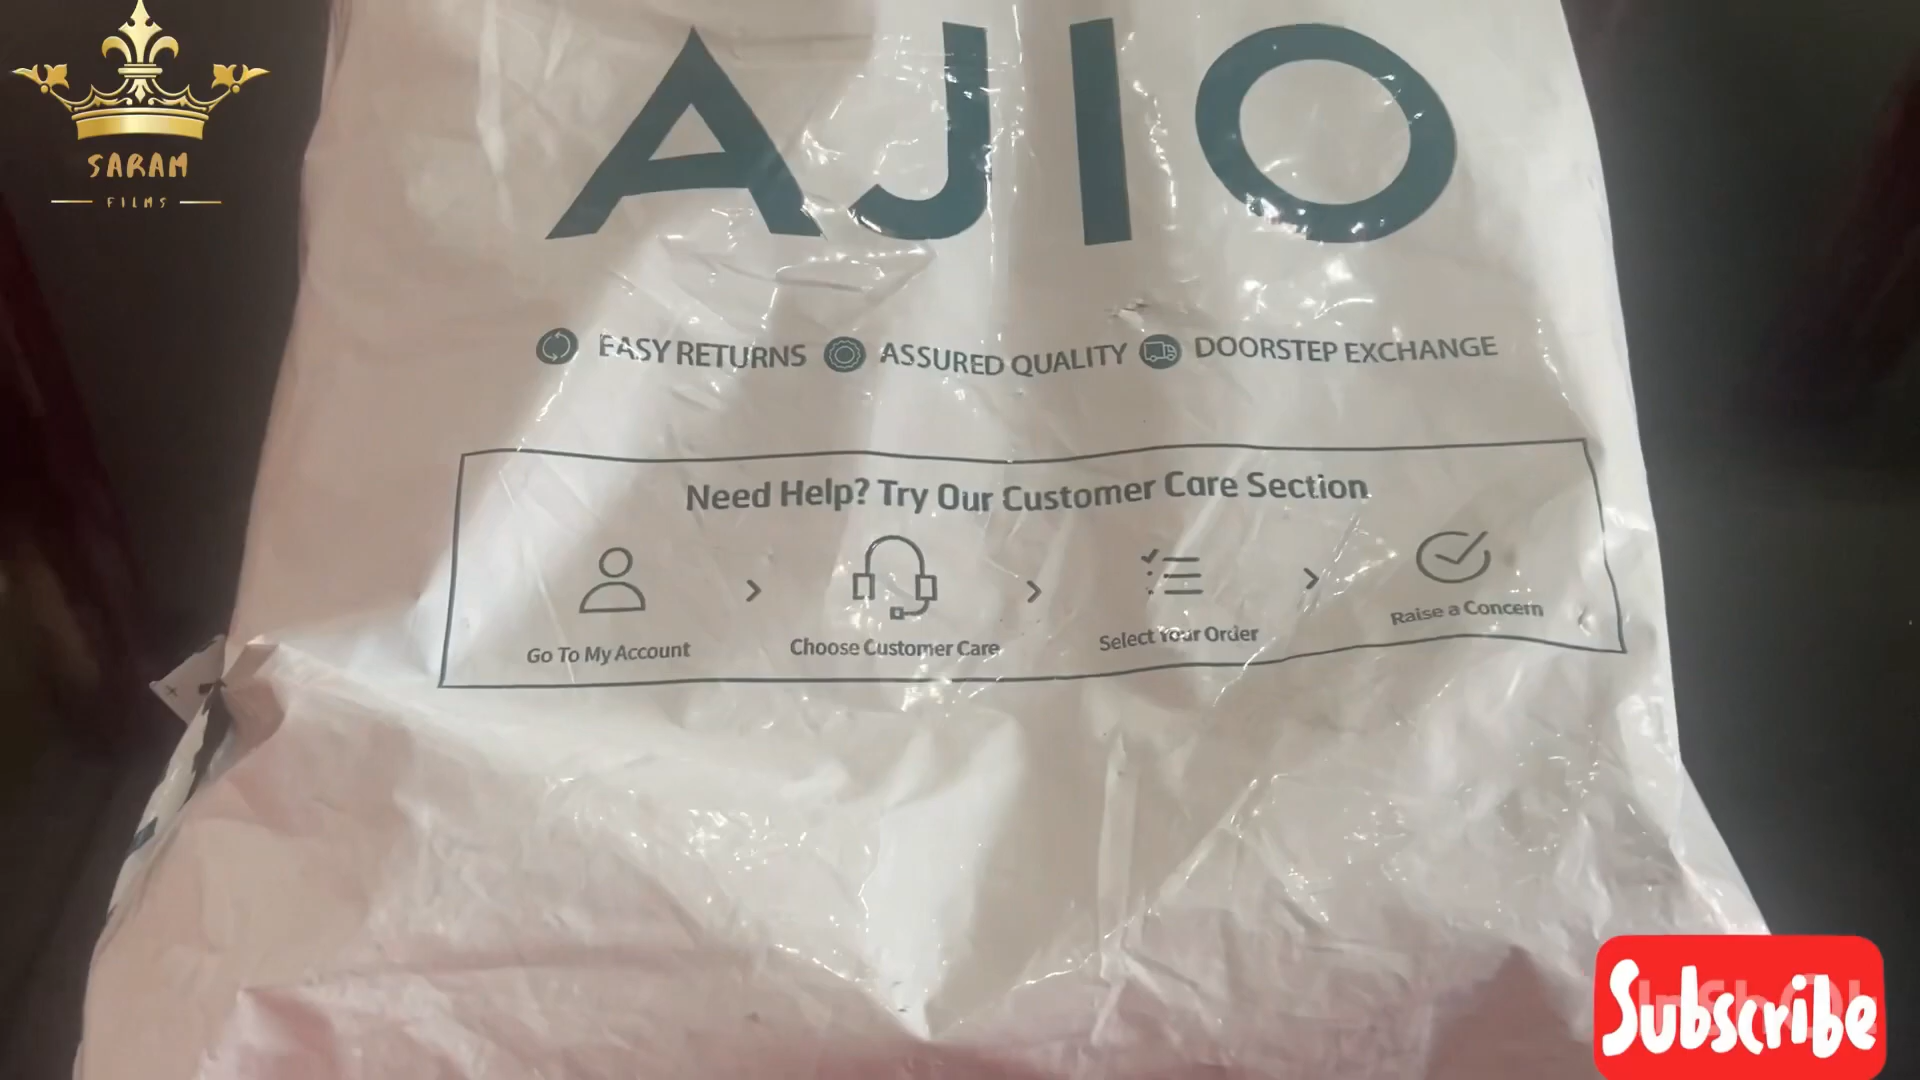 SARAM
FILMS
AJIO
EASY RETURNS ASSURED QUALITY DOORSTEP EXCHANGE
Need Help? Try Our Customer Care Section
Go To My Account > Choose Customer Care > Select Your Order > Raise a Concern
Subscribe